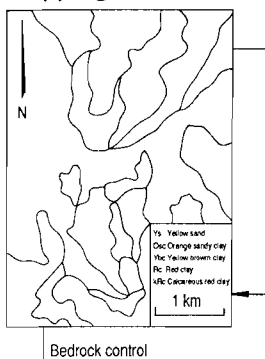 N
Ys Yellow sand
Osc Orange sandy clay
Ybc Yellow brown clay
Rc Red clay
kRc Calcareous red clay
1 km
Bedrock control